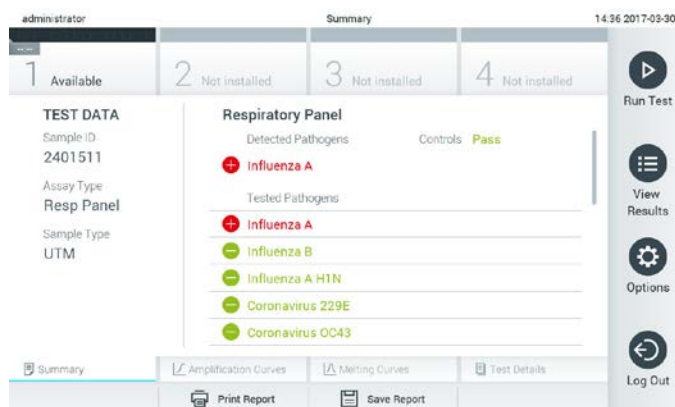 administrator
Summary
14:36 2017-03-30
1 Available
2 Not installed
3 Not installed
4 Not installed
Run Test
View
Results
Options
Log Out
TEST DATA
Sample ID
2401511
Assay Type
Resp Panel
Sample Type
UTM
Respiratory Panel
Detected Pathogens
Controls Pass
Influenza A
Tested Pathogens
Influenza A
Influenza B
Influenza A H1N
Coronavirus 229E
Coronavirus OC43
Summary
Amplification Curves
Melting Curves
Test Details
Print Report
Save Report